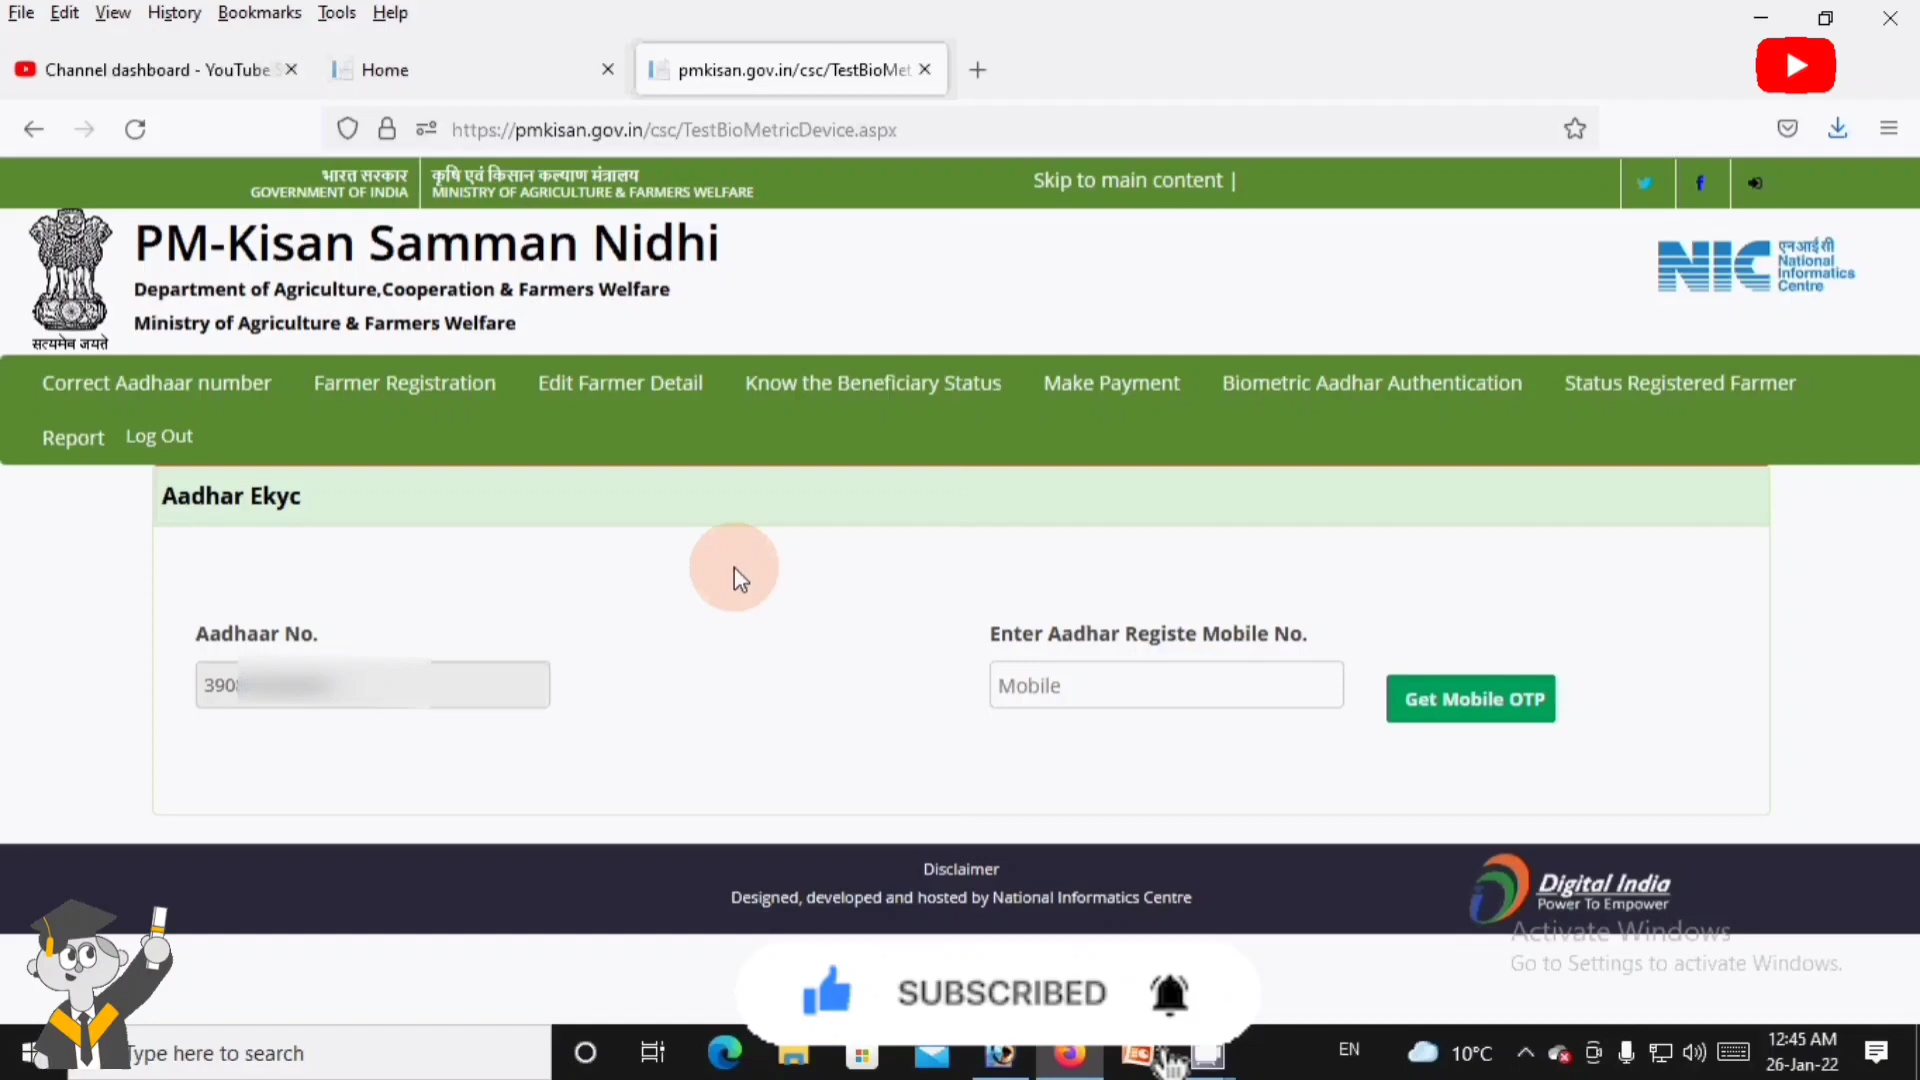 File Edit View History Bookmarks Tools Help
Channel dashboard - YouTube
Home
pmkisan.gov.in/csc/TestBioMet
https://pmkisan.gov.in/csc/TestBioMetricDevice.aspx
भारत सरकार
GOVERNMENT OF INDIA
कृषि एवं किसान कल्याण मंत्रालय
MINISTRY OF AGRICULTURE & FARMERS WELFARE
Skip to main content |
PM-Kisan Samman Nidhi
Department of Agriculture,Cooperation & Farmers Welfare
Ministry of Agriculture & Farmers Welfare
सत्यमेव जयते
NIC
एनआईसी
National
Informatics
Centre
Correct Aadhaar number Farmer Registration Edit Farmer Detail Know the Beneficiary Status Make Payment Biometric Aadhar Authentication Status Registered Farmer
Report Log Out
Aadhar Ekyc
Aadhaar No.
Enter Aadhar Registe Mobile No.
390
Mobile
Get Mobile OTP
Disclaimer
Designed, developed and hosted by National Informatics Centre
Digital India
Power To Empower
Activate Windows
Go to Settings to activate Windows.
SUBSCRIBED
Type here to search
EN
10°C
12:45 AM
26-Jan-22